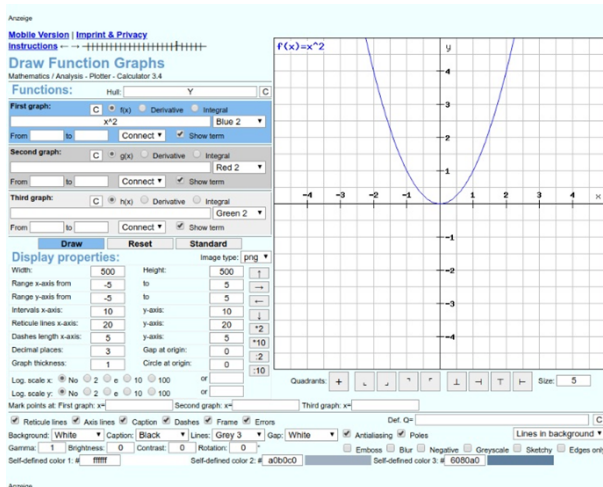 Anzeige
Mobile Version | Imprint & Privacy
Instructions
Draw Function Graphs
Mathematics / Analysis - Plotter - Calculator 3.4
Functions: Hull: Y C
First graph: C f(x) Derivative Integral
x^2 Blue 2
From to Connect Show term
Second graph: C g(x) Derivative Integral
Red 2
From to Connect Show term
Third graph: C h(x) Derivative Integral
Green 2
From to Connect Show term
Draw Reset Standard
Display properties: Image type: png
Width: 500 Height: 500 ↑
Range x-axis from -5 to 5 →
Range y-axis from -5 to 5 ←
Intervals x-axis: 10 y-axis: 10 ↓
Reticule lines x-axis: 20 y-axis: 20 *2
Dashes length x-axis: 5 y-axis: 5 *10
Decimal places: 3 Gap at origin: 0 :2
Graph thickness: 1 Circle at origin: 0 :10
Log. scale x: No 2 e 10 100 or
Log. scale y: No 2 e 10 100 or
f(x)=x^2
y
4
3
2
1
-4 -3 -2 -1 0 1 2 3 4 x
-1
-2
-3
-4
Quadrants: + Size: 5
Mark points at: First graph: x= Second graph: x= Third graph: x=
Reticule lines Axis lines Caption Dashes Frame Errors Def. Q= C
Background: White Caption: Black Lines: Grey 3 Gap: White Antialiasing Poles Lines in background
Gamma: 1 Brightness: 0 Contrast: 0 Rotation: 0 ° Emboss Blur Negative Greyscale Sketchy Edges only
Self-defined color 1: # ffffff Self-defined color 2: # a0b0c0 Self-defined color 3: # 6080a0
Anzeige